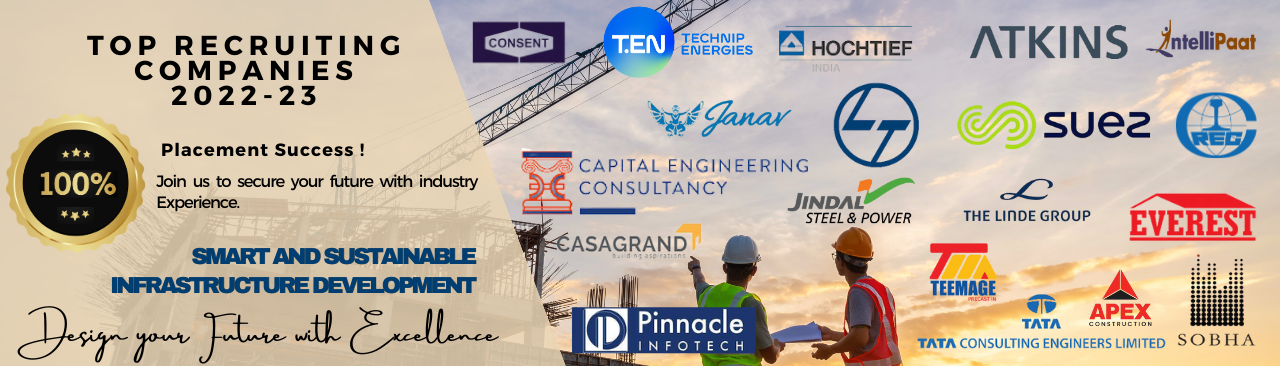 TOP RECRUITING
COMPANIES
2022-23
100%
Placement Success !
Join us to secure your future with industry
Experience.
SMART AND SUSTAINABLE
INFRASTRUCTURE DEVELOPMENT
Design your Future with Excellence
CONSENT
T.EN
TECHNIP
ENERGIES
HOCHTIEF
INDIA
ATKINS
IntelliPaat
Janav
LT
suez
REC
CAPITAL ENGINEERING
CONSULTANCY
JINDAL
STEEL & POWER
THE LINDE GROUP
EVEREST
CASAGRAND
building aspirations
TEEMAGE
PRECAST IN
TATA
APEX
CONSTRUCTION
TATA CONSULTING ENGINEERS LIMITED
SOBHA
Pinnacle
INFOTECH